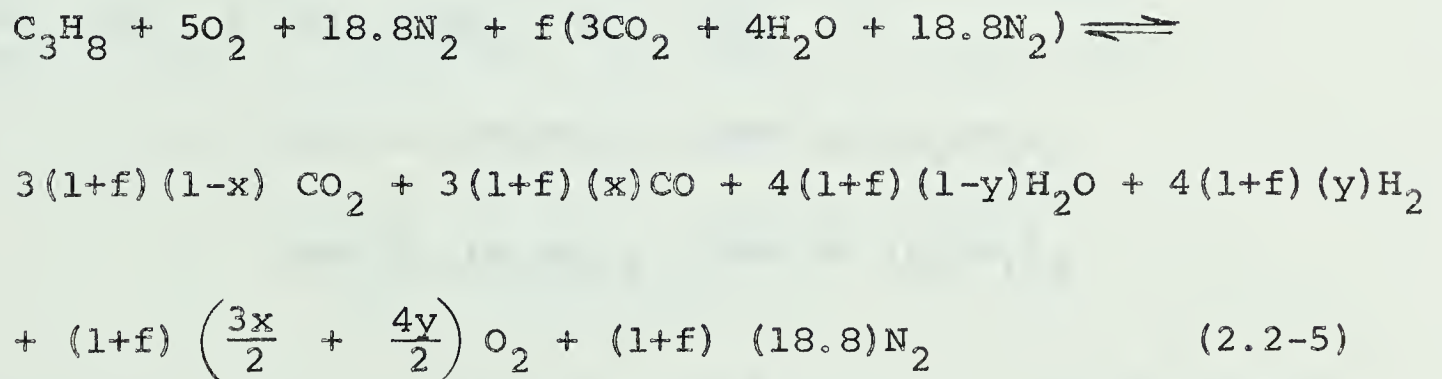 C₃H₈ + 5O₂ + 18.8N₂ + f(3CO₂ + 4H₂O + 18.8N₂) ⇌
3(1+f)(1-x) CO₂ + 3(1+f)(x)CO + 4(1+f)(1-y)H₂O + 4(1+f)(y)H₂
+ (1+f) (3x/2 + 4y/2) O₂ + (1+f) (18.8)N₂ (2.2-5)